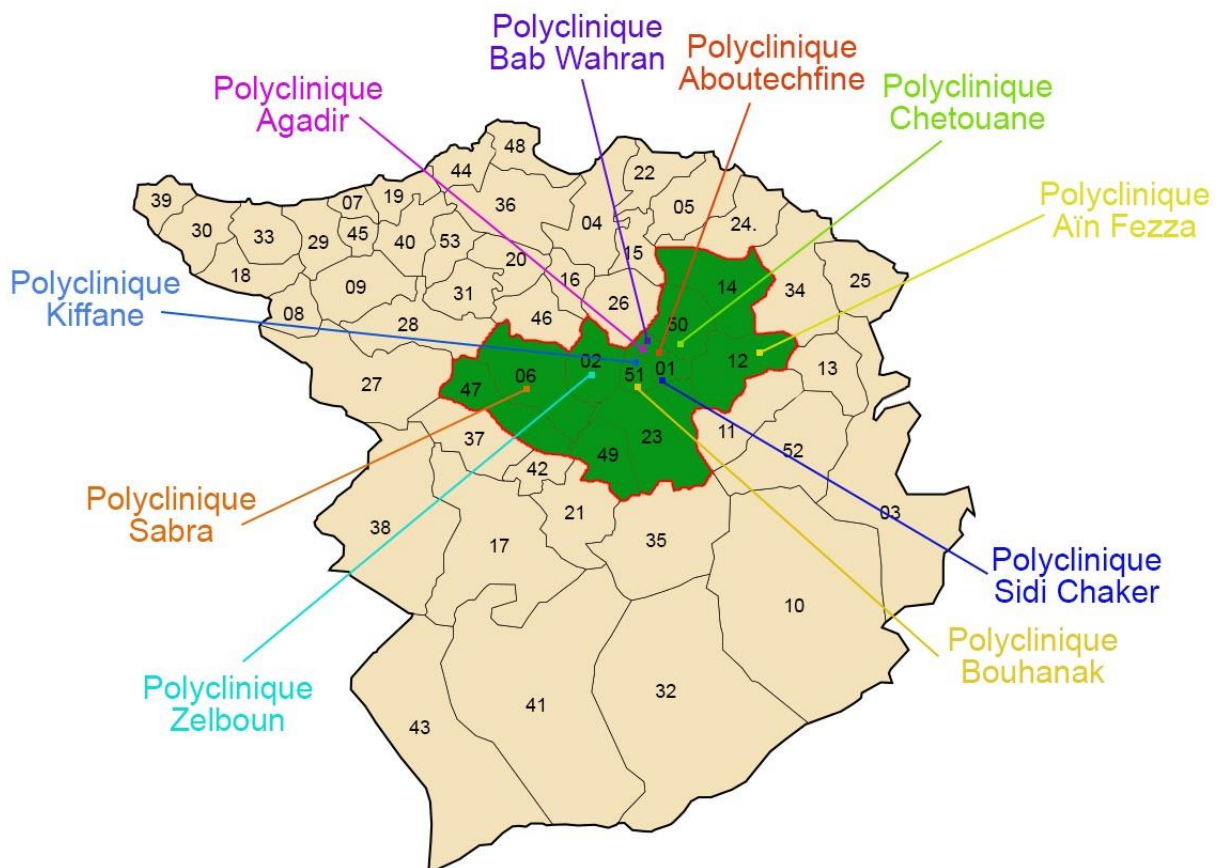 Polyclinique
Bab Wahran
Polyclinique
Aboutechfine
Polyclinique
Agadir
Polyclinique
Chetouane
Polyclinique
Aïn Fezza
Polyclinique
Kiffane
Polyclinique
Sabra
Polyclinique
Zelboun
Polyclinique
Sidi Chaker
Polyclinique
Bouhanak
48
44
22
39
07
19
36
05
30
04
24.
33
29
45
40
53
15
18
20
25
09
16
14
34
31
26
08
28
46
50
02
12
13
27
47
06
51
01
37
11
23
49
52
42
38
21
03
17
35
10
32
41
43